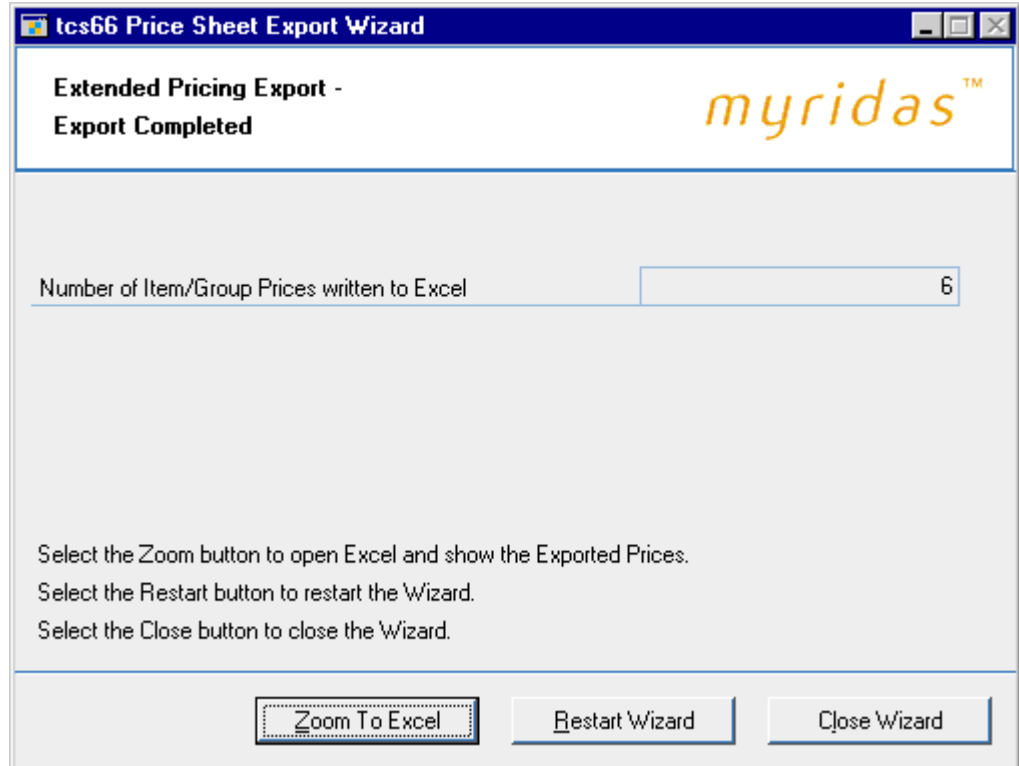 tcs66 Price Sheet Export Wizard
Extended Pricing Export -
Export Completed
myridas™
Number of Item/Group Prices written to Excel 6
Select the Zoom button to open Excel and show the Exported Prices.
Select the Restart button to restart the Wizard.
Select the Close button to close the Wizard.
Zoom To Excel Restart Wizard Close Wizard